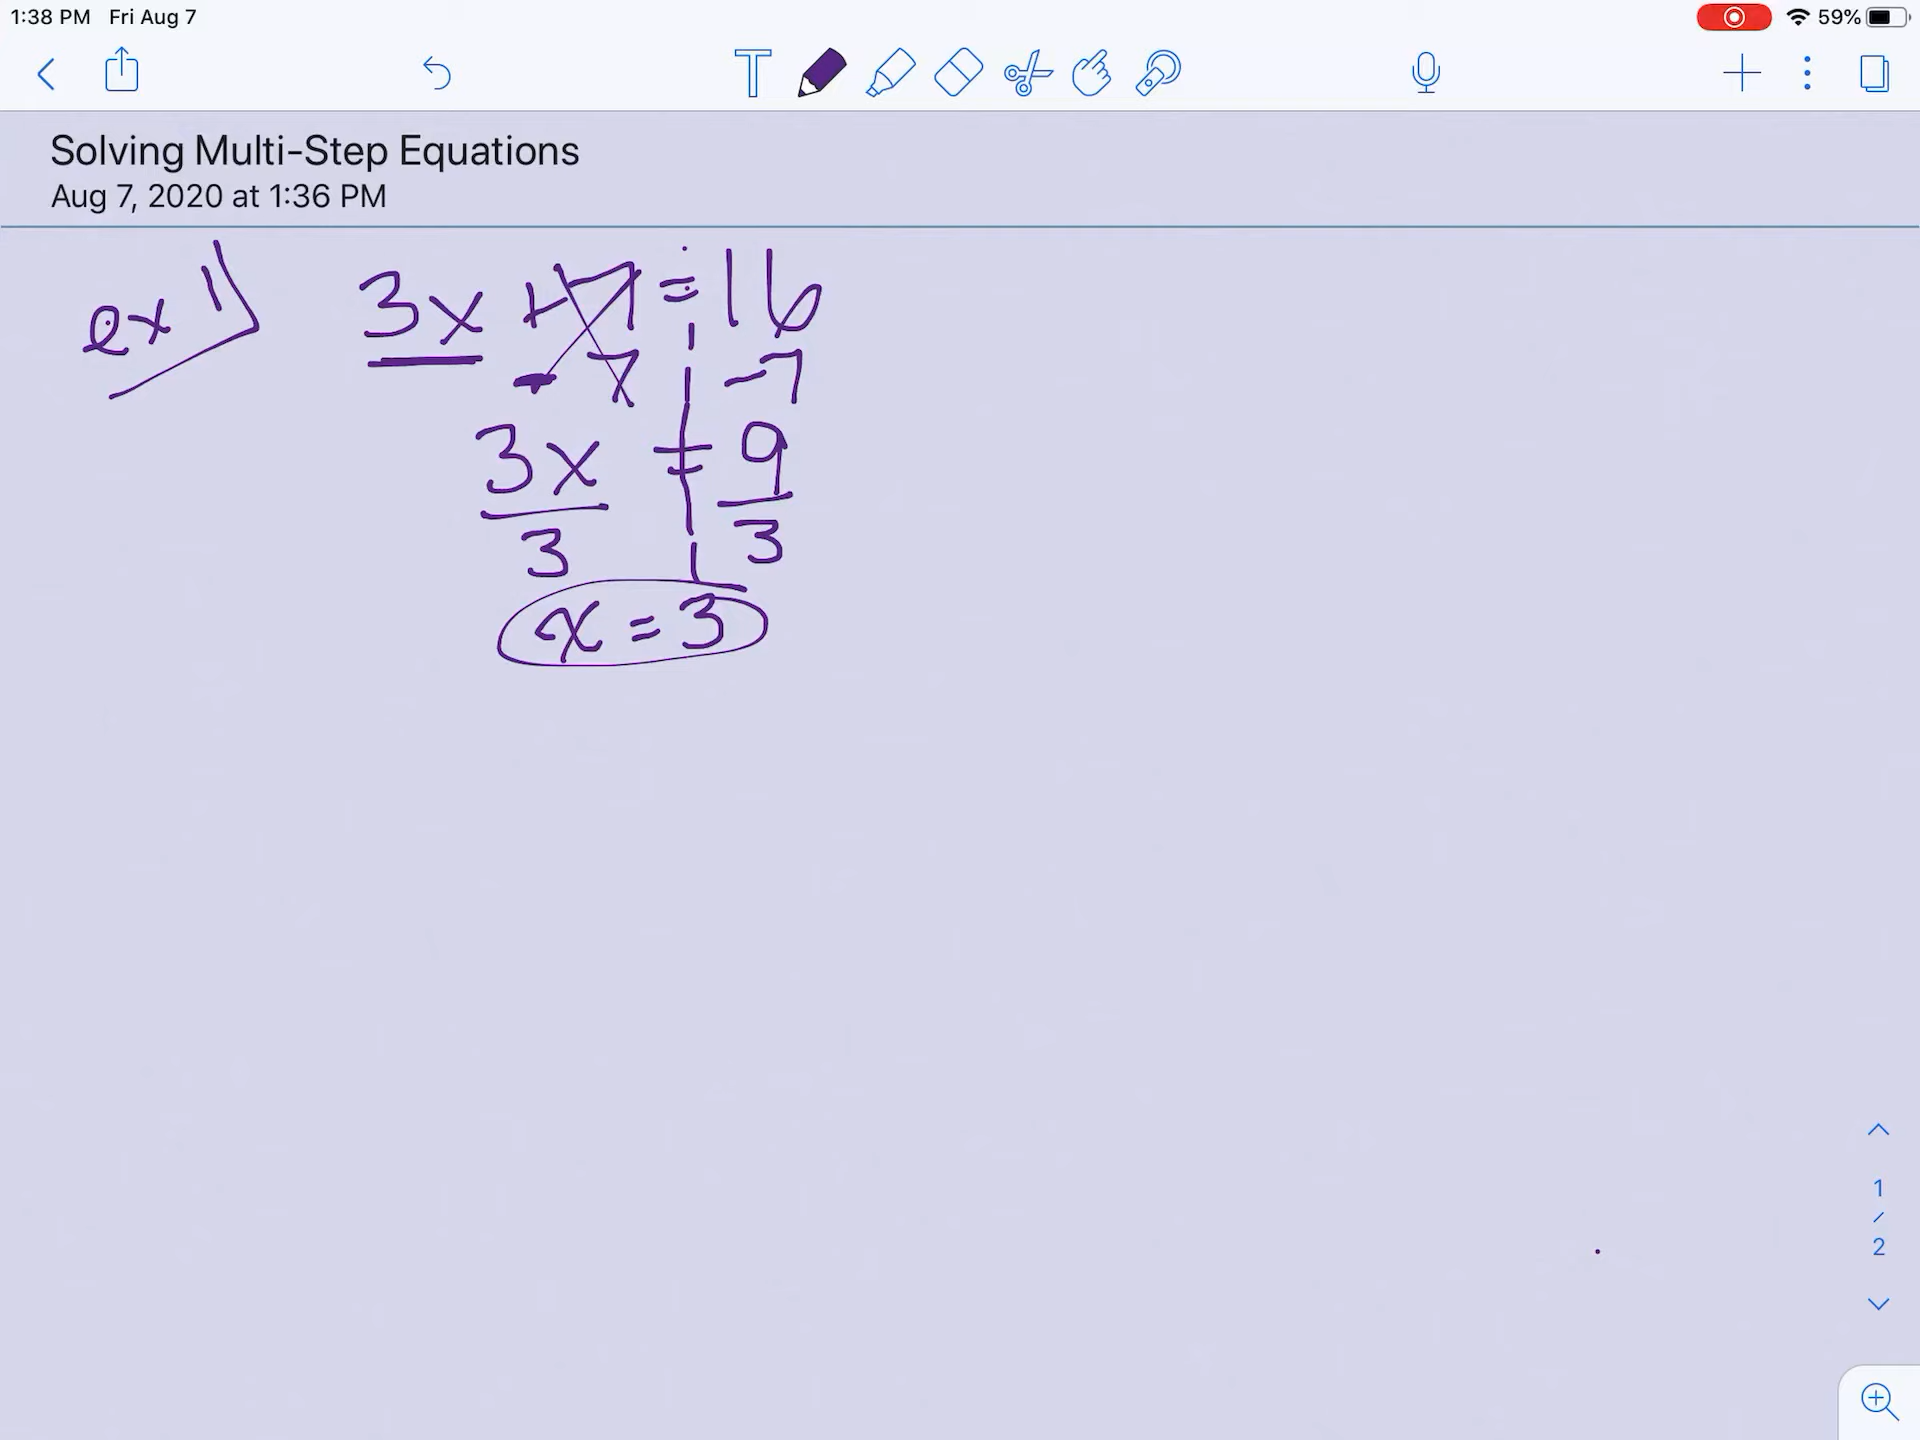 1:38 PM Fri Aug 7 59%
T
Solving Multi-Step Equations
Aug 7, 2020 at 1:36 PM
ex 1) 3x + 7 = 16
- 7 -7
3x = 9
3 3
x = 3
1
/
2